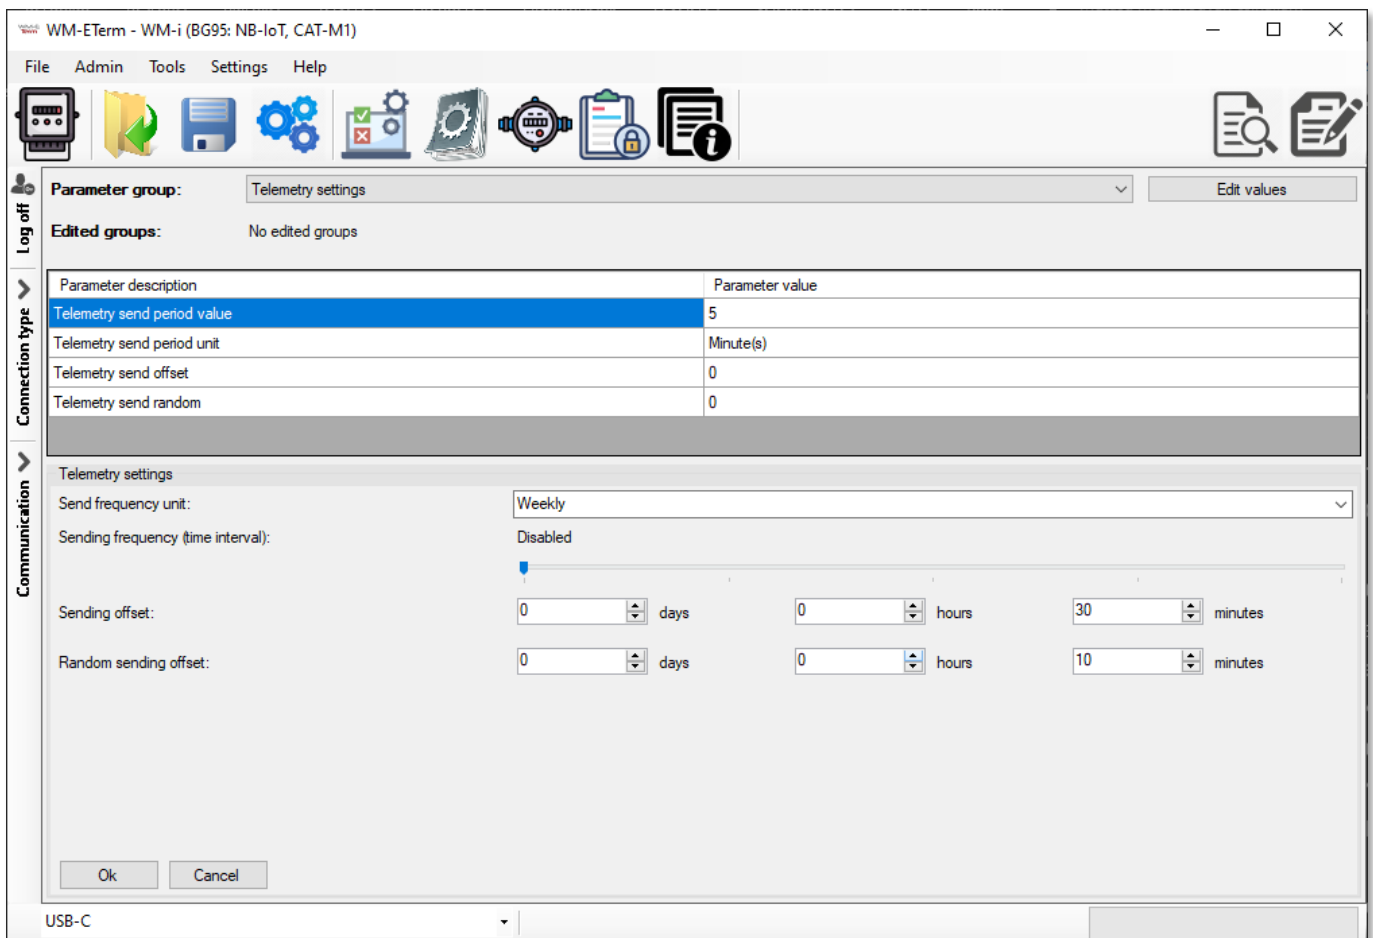 WM-ETerm - WM-i (BG95: NB-IoT, CAT-M1)
File Admin Tools Settings Help
Log off
Connection type
Communication
Parameter group: Telemetry settings Edit values
Edited groups: No edited groups
Parameter description Parameter value
Telemetry send period value 5
Telemetry send period unit Minute(s)
Telemetry send offset 0
Telemetry send random 0
Telemetry settings
Send frequency unit: Weekly
Sending frequency (time interval): Disabled
Sending offset: 0 days 0 hours 30 minutes
Random sending offset: 0 days 0 hours 10 minutes
Ok Cancel
USB-C